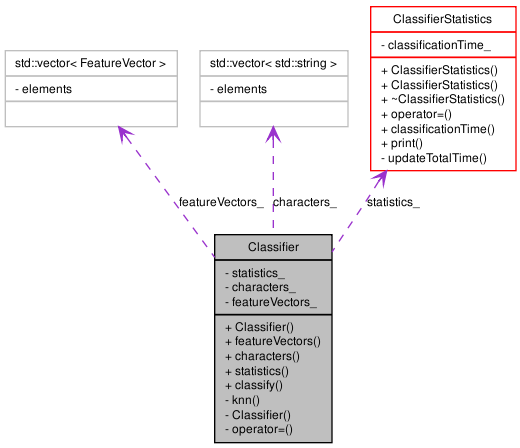 ClassifierStatistics
- classificationTime_
+ ClassifierStatistics()
+ ClassifierStatistics()
+ ~ClassifierStatistics()
+ operator=()
+ classificationTime()
+ print()
- updateTotalTime()
std::vector< FeatureVector >
- elements
std::vector< std::string >
- elements
featureVectors_
characters_
statistics_
Classifier
- statistics_
- characters_
- featureVectors_
+ Classifier()
+ featureVectors()
+ characters()
+ statistics()
+ classify()
- knn()
- Classifier()
- operator=()